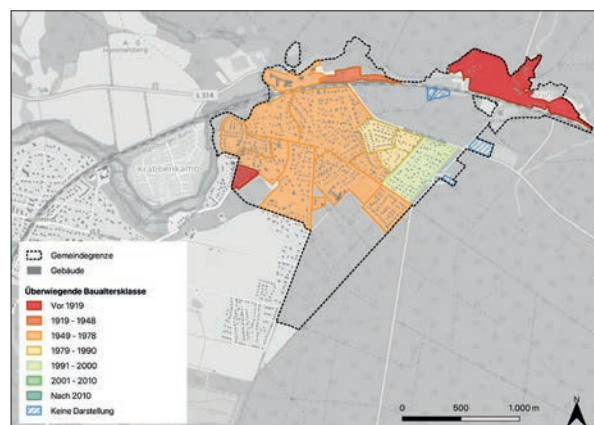 Hammelsberg
L 314
Krabbenkamp
Gemeindegrenze
Gebäude
Überwiegende Baualtersklasse
Vor 1919
1919 - 1948
1949 - 1978
1979 - 1990
1991 - 2000
2001 - 2010
Nach 2010
Keine Darstellung
N
0 500 1.000 m